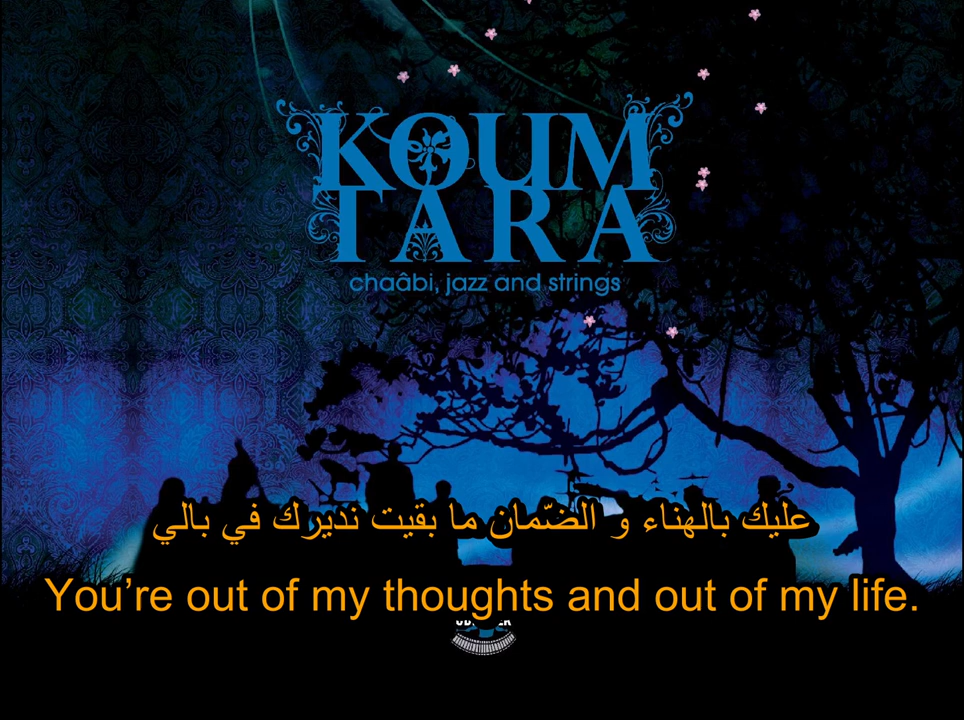 KOUM
TARA
chaâbi, jazz and strings
عليك بالهناء و الضّمان ما بقيت نديرك في بالي
You’re out of my thoughts and out of my life.